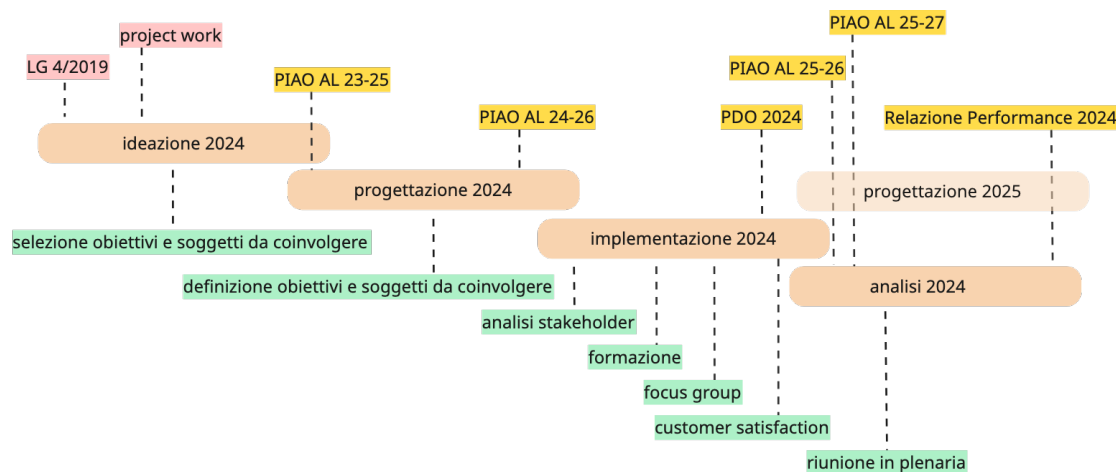 PIAO AL 25-27
project work
LG 4/2019
PIAO AL 25-26
PIAO AL 23-25
PIAO AL 24-26
PDO 2024
Relazione Performance 2024
ideazione 2024
progettazione 2024
progettazione 2025
selezione obiettivi e soggetti da coinvolgere
implementazione 2024
definizione obiettivi e soggetti da coinvolgere
analisi 2024
analisi stakeholder
formazione
focus group
customer satisfaction
riunione in plenaria